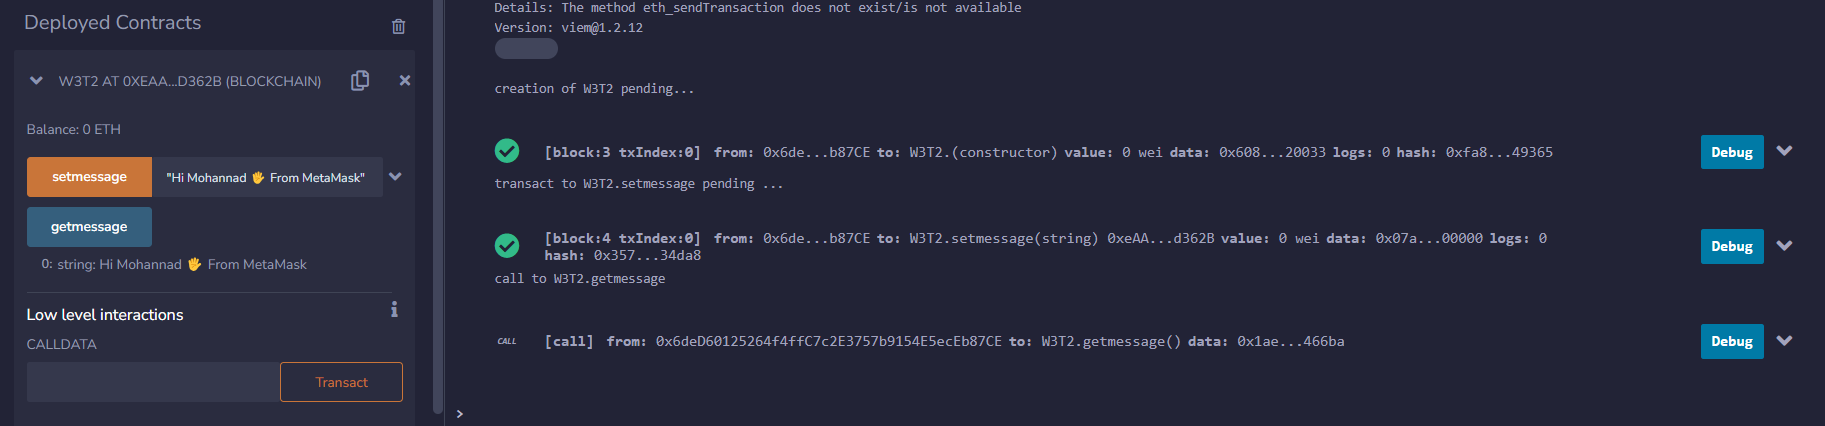 Deployed Contracts
W3T2 AT 0XEAA...D362B (BLOCKCHAIN)
Balance: 0 ETH
setmessage "Hi Mohannad 🖐 From MetaMask"
getmessage
0: string: Hi Mohannad 🖐 From MetaMask
Low level interactions
CALLDATA
Transact
Details: The method eth_sendTransaction does not exist/is not available
Version: viem@1.2.12
creation of W3T2 pending...
[block:3 txIndex:0] from: 0x6de...b87CE to: W3T2.(constructor) value: 0 wei data: 0x608...20033 logs: 0 hash: 0xfa8...49365
Debug
transact to W3T2.setmessage pending ...
[block:4 txIndex:0] from: 0x6de...b87CE to: W3T2.setmessage(string) 0xeAA...d362B value: 0 wei data: 0x07a...00000 logs: 0
hash: 0x357...34da8
Debug
call to W3T2.getmessage
CALL [call] from: 0x6deD60125264f4ffC7c2E3757b9154E5ecEb87CE to: W3T2.getmessage() data: 0x1ae...466ba
Debug
>